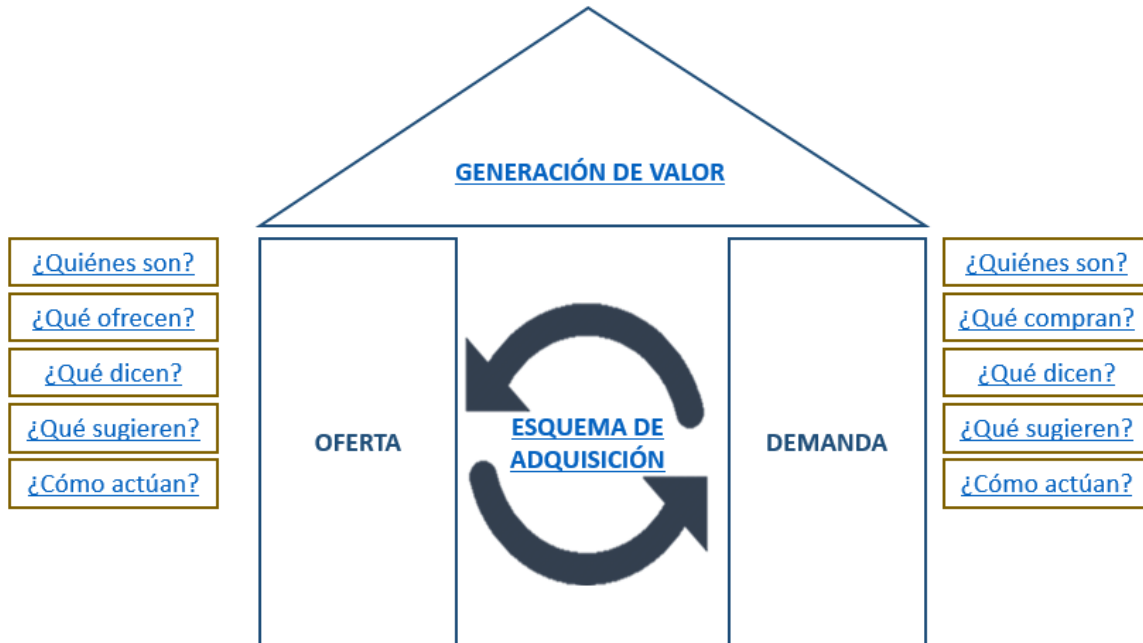 GENERACIÓN DE VALOR
¿Quiénes son?
¿Qué ofrecen?
¿Qué dicen?
¿Qué sugieren?
¿Cómo actúan?
OFERTA
ESQUEMA DE
ADQUISICIÓN
DEMANDA
¿Quiénes son?
¿Qué compran?
¿Qué dicen?
¿Qué sugieren?
¿Cómo actúan?